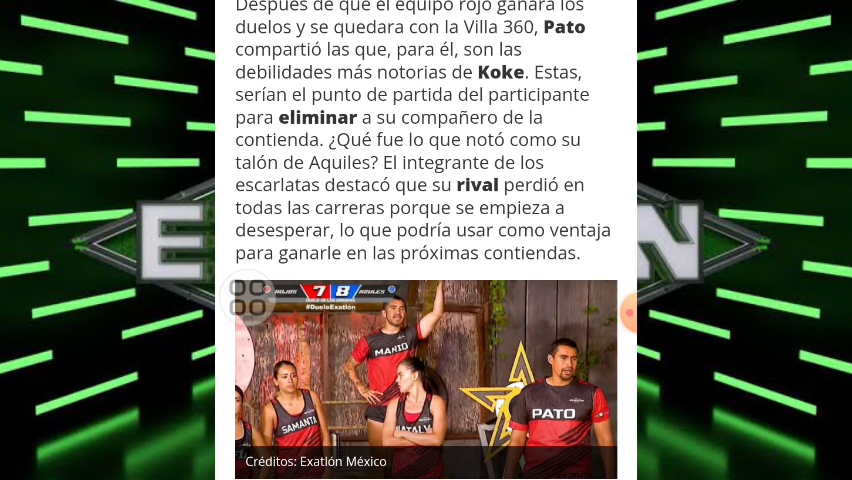 Después de que el equipo rojo ganara los
duelos y se quedara con la Villa 360, Pato
compartió las que, para él, son las
debilidades más notorias de Koke. Estas,
serían el punto de partida del participante
para eliminar a su compañero de la
contienda. ¿Qué fue lo que notó como su
talón de Aquiles? El integrante de los
escarlatas destacó que su rival perdió en
todas las carreras porque se empieza a
desesperar, lo que podría usar como ventaja
para ganarle en las próximas contiendas.
E N
ROJOS 7 8 AZULES
#DueloExatlón
MARIO
SAMANTA
NATALY
PATO
Créditos: Exatlón México